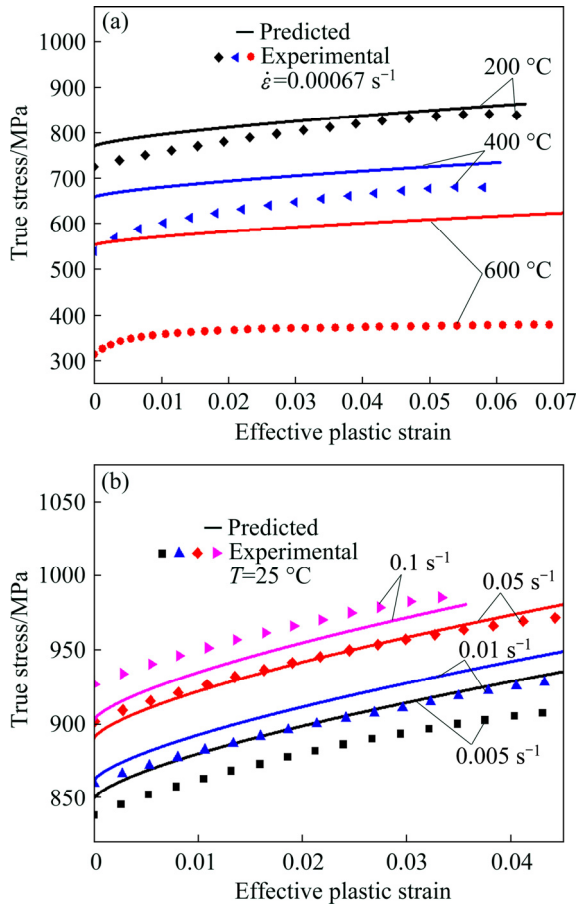 (a)
Predicted
Experimental
ε̇=0.00067 s⁻¹
200 °C
400 °C
600 °C
1000
900
800
700
600
500
400
300
True stress/MPa
0
0.01
0.02
0.03
0.04
0.05
0.06
0.07
Effective plastic strain
(b)
Predicted
Experimental
T=25 °C
0.1 s⁻¹
0.05 s⁻¹
0.01 s⁻¹
0.005 s⁻¹
1050
1000
950
900
850
True stress/MPa
0
0.01
0.02
0.03
0.04
Effective plastic strain